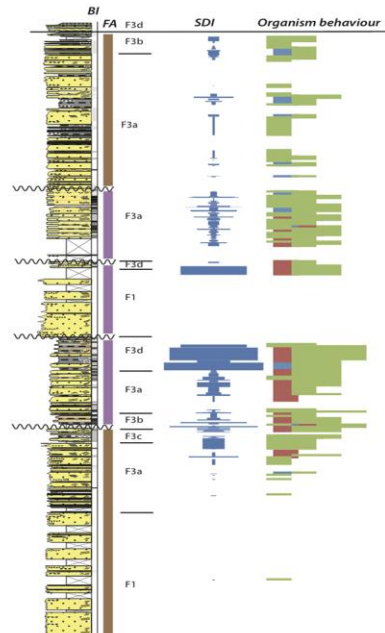 BI
FA SDI Organism behaviour
F3d
F3b
F3a
F3a
F3d
F1
F3d
F3a
F3b
F3c
F3a
F1